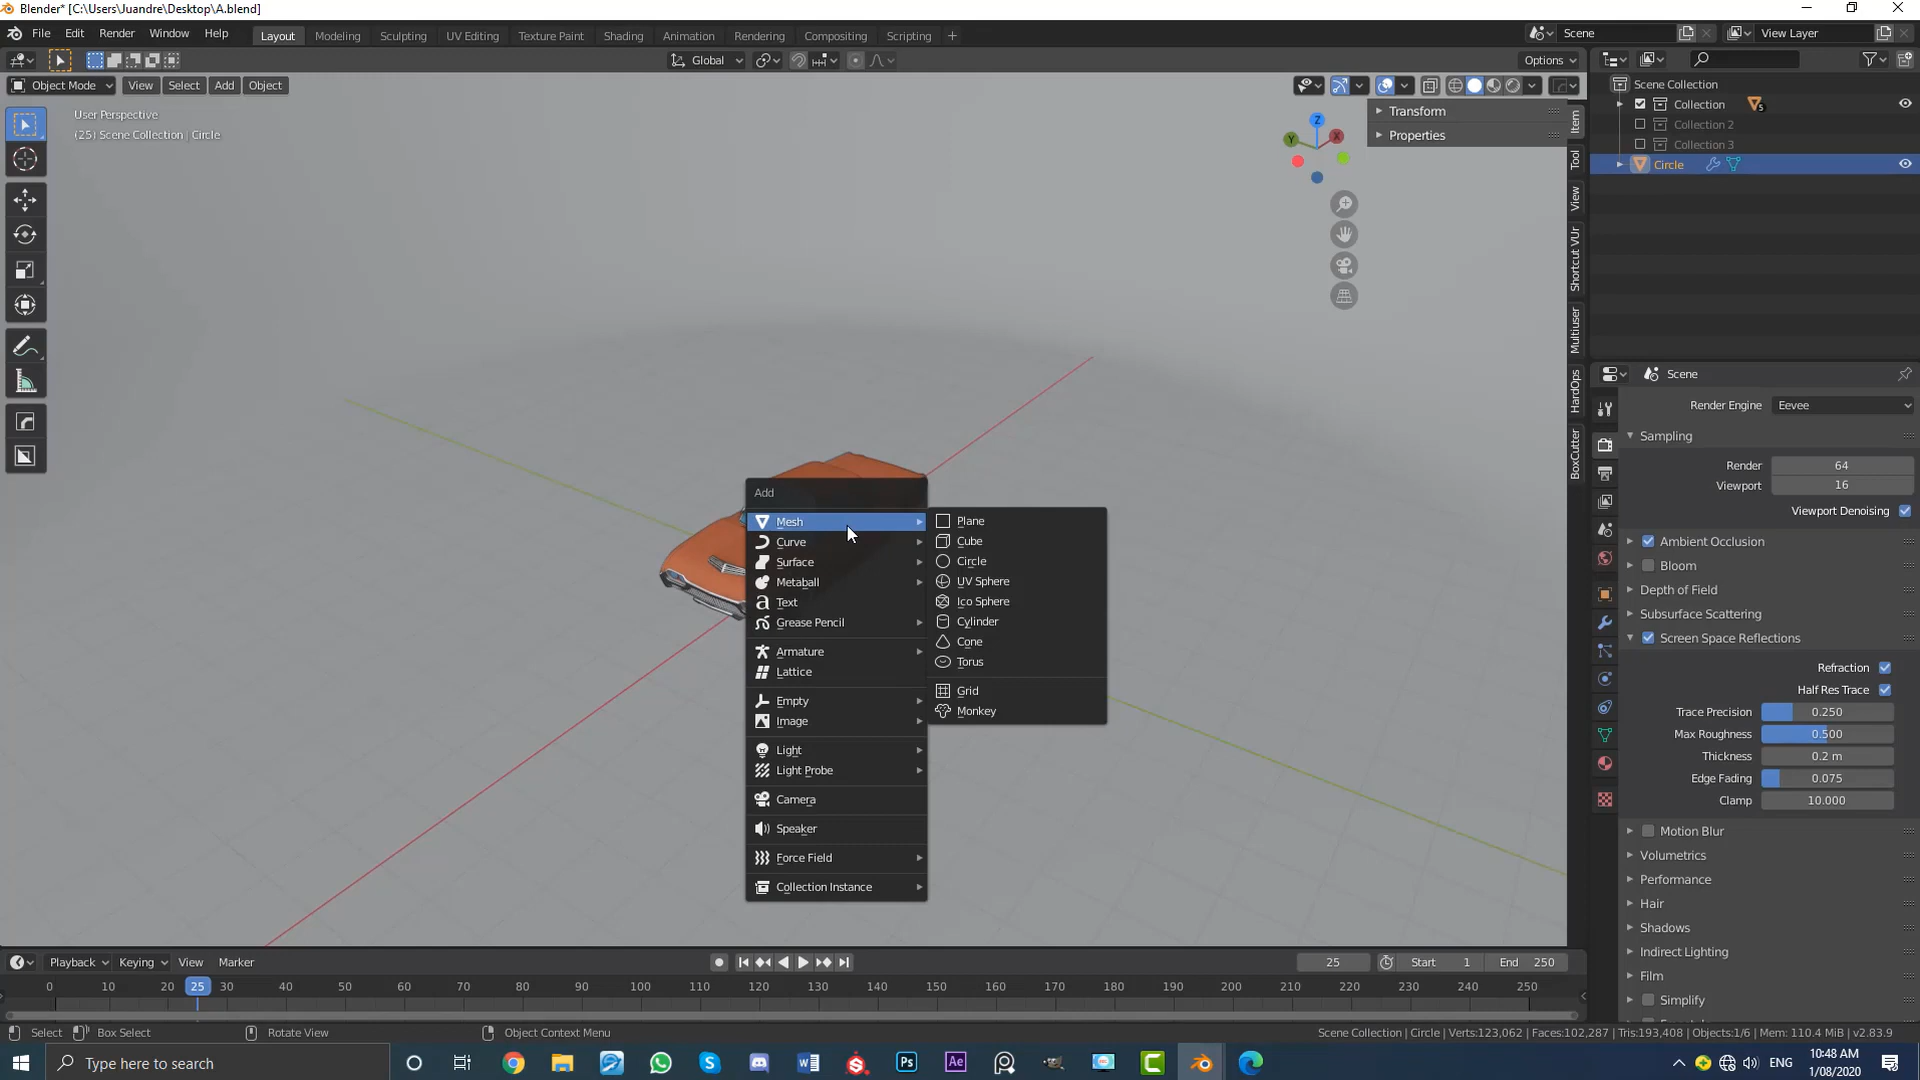 Blender* [C:\Users\Juandre\Desktop\A.blend]
File Edit Render Window Help Layout Modeling Sculpting UV Editing Texture Paint Shading Animation Rendering Compositing Scripting + Scene View Layer
Global Options
Object Mode View Select Add Object
User Perspective
(25) Scene Collection | Circle
Z
Y
X
Transform
Properties
Item
Tool
View
Shortcut VUr
Multiuser
HardOps
BoxCutter
Scene Collection
Collection 5
Collection 2
Collection 3
Circle
Scene
Render Engine Eevee
Sampling
Render 64
Viewport 16
Viewport Denoising
Ambient Occlusion
Bloom
Depth of Field
Subsurface Scattering
Screen Space Reflections
Refraction
Half Res Trace
Trace Precision 0.250
Max Roughness 0.500
Thickness 0.2 m
Edge Fading 0.075
Clamp 10.000
Motion Blur
Volumetrics
Performance
Hair
Shadows
Indirect Lighting
Film
Simplify
Add
Mesh
Curve
Surface
Metaball
Text
Grease Pencil
Armature
Lattice
Empty
Image
Light
Light Probe
Camera
Speaker
Force Field
Collection Instance
Plane
Cube
Circle
UV Sphere
Ico Sphere
Cylinder
Cone
Torus
Grid
Monkey
Playback Keying View Marker 25 Start 1 End 250
0 10 20 25 30 40 50 60 70 80 90 100 110 120 130 140 150 160 170 180 190 200 210 220 230 240 250
Select Box Select Rotate View Object Context Menu Scene Collection | Circle | Verts:123,062 | Faces:102,287 | Tris:193,408 | Objects:1/6 | Mem: 110.4 MiB | v2.83.9
Type here to search Ps Ae ENG 10:48 AM
1/08/2020